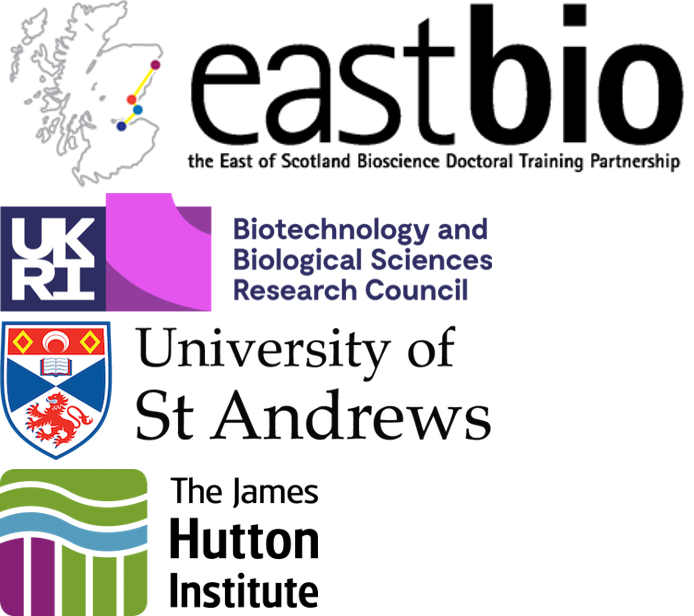 eastbio
the East of Scotland Bioscience Doctoral Training Partnership
UK
RI
Biotechnology and
Biological Sciences
Research Council
University of
St Andrews
The James
Hutton
Institute